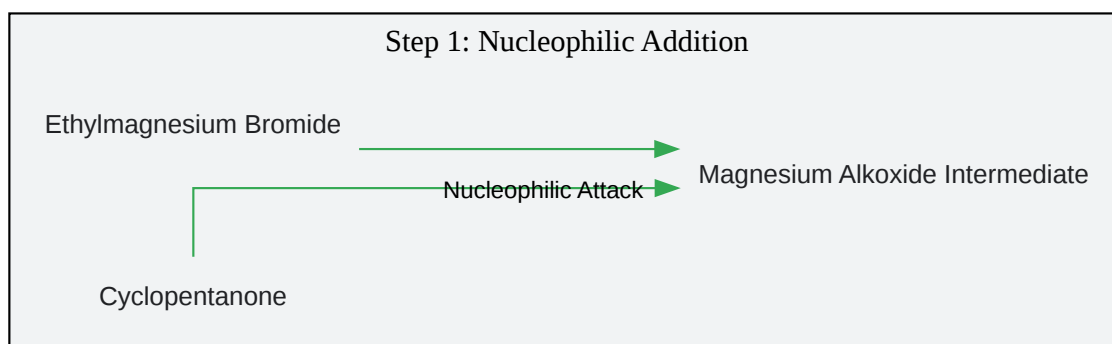 Step 1: Nucleophilic Addition
Ethylmagnesium Bromide
Magnesium Alkoxide Intermediate
Nucleophilic Attack
Cyclopentanone